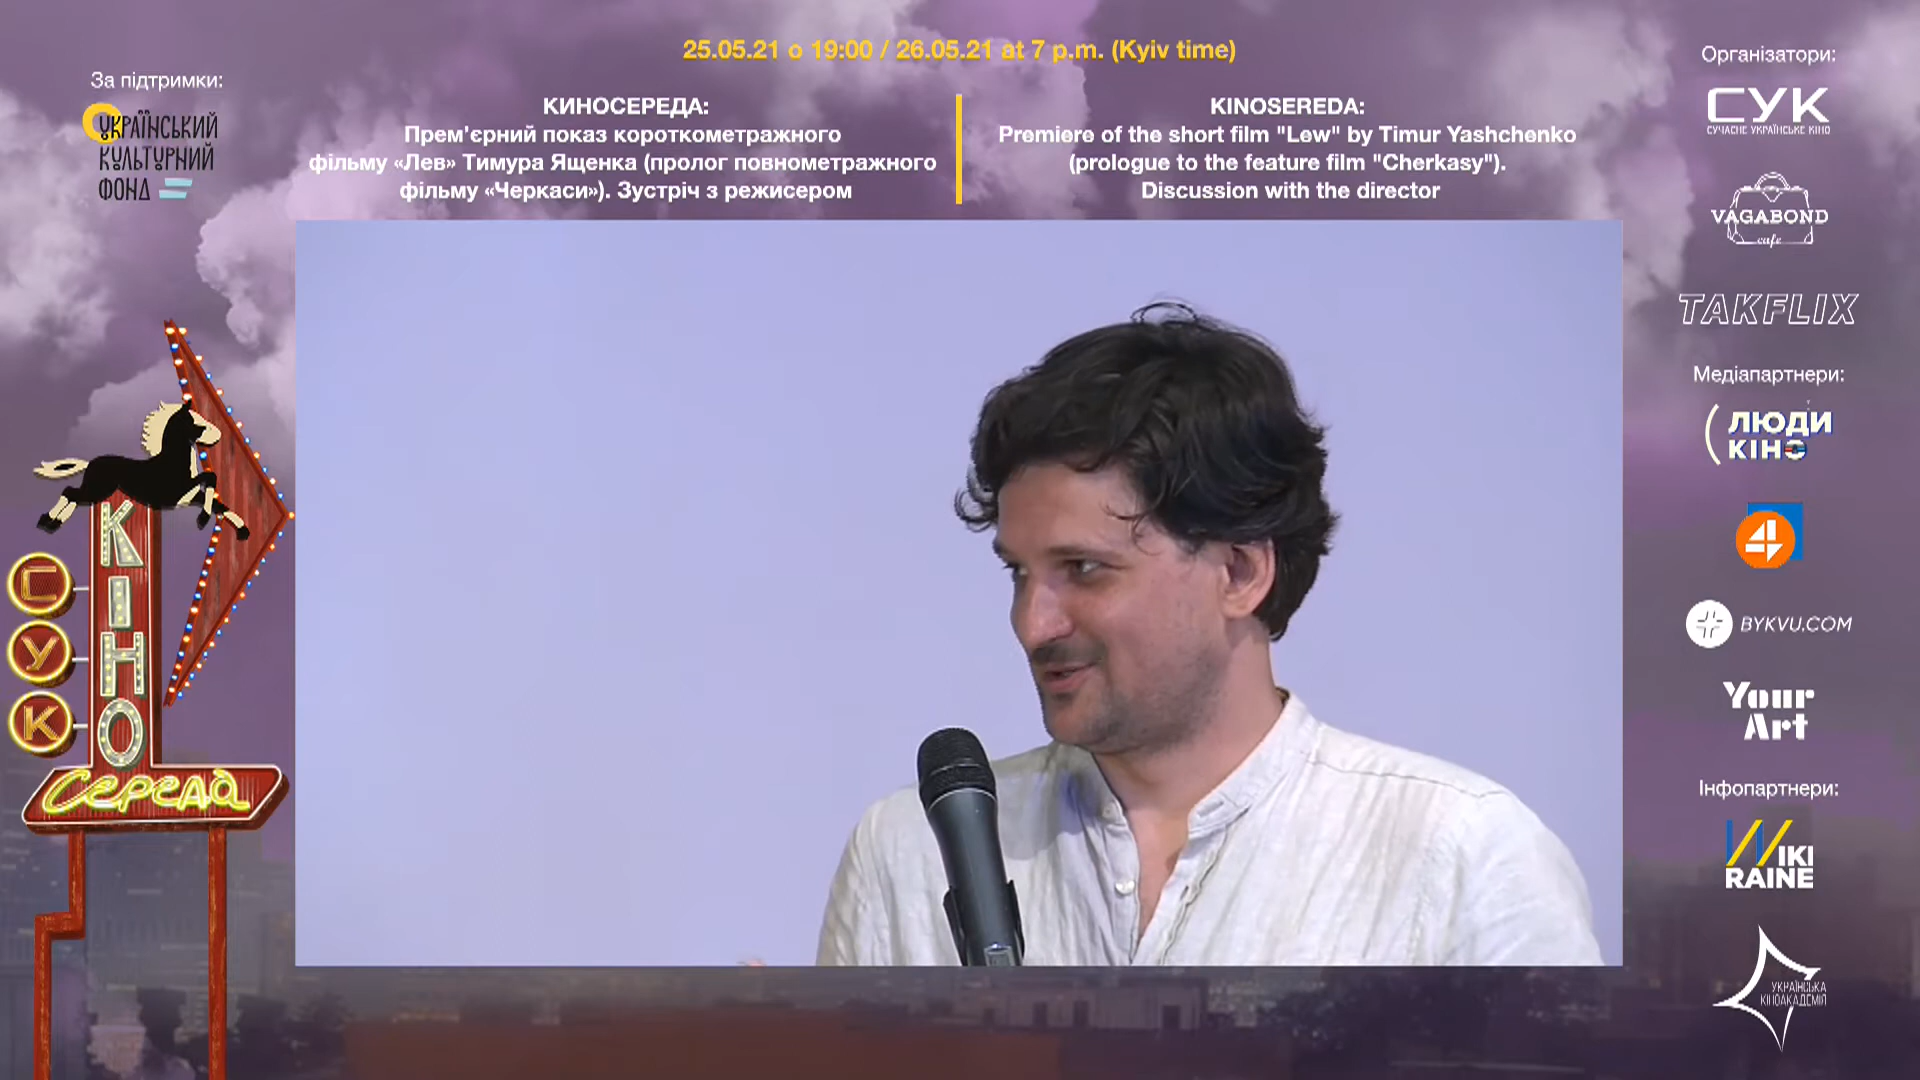 25.05.21 о 19:00 / 26.05.21 at 7 p.m. (Kyiv time)
За підтримки:
УКРАЇНСЬКИЙ
КУЛЬТУРНИЙ
ФОНД
КИНОСЕРЕДА:
Прем'єрний показ короткометражного
фільму «Лев» Тимура Ященка (пролог повнометражного
фільму «Черкаси»). Зустріч з режисером
KINOSEREDA:
Premiere of the short film "Lew" by Timur Yashchenko
(prologue to the feature film "Cherkasy").
Discussion with the director
Організатори:
СУК
СУЧАСНЕ УКРАЇНСЬКЕ КІНО
VAGABOND
cafe
TAKFLIX
Медіапартнери:
ЛЮДИ
КІНО
4
BYKVU.COM
Your
Art
Інфопартнери:
WIKI
RAINE
УКРАЇНСЬКА
КІНОАКАДЕМІЯ
СУК
КІНО
Середа